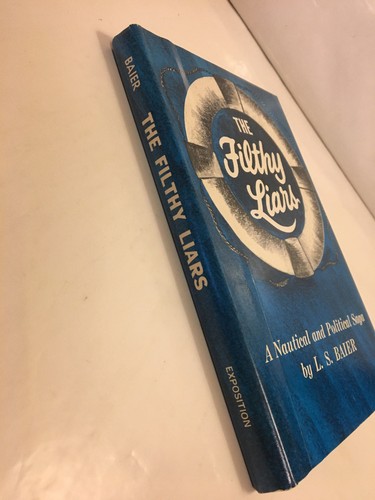 BAIER
THE FILTHY LIARS
EXPOSITION
THE
Filthy
Liars
A Nautical and Political Saga
by L. S. BAIER